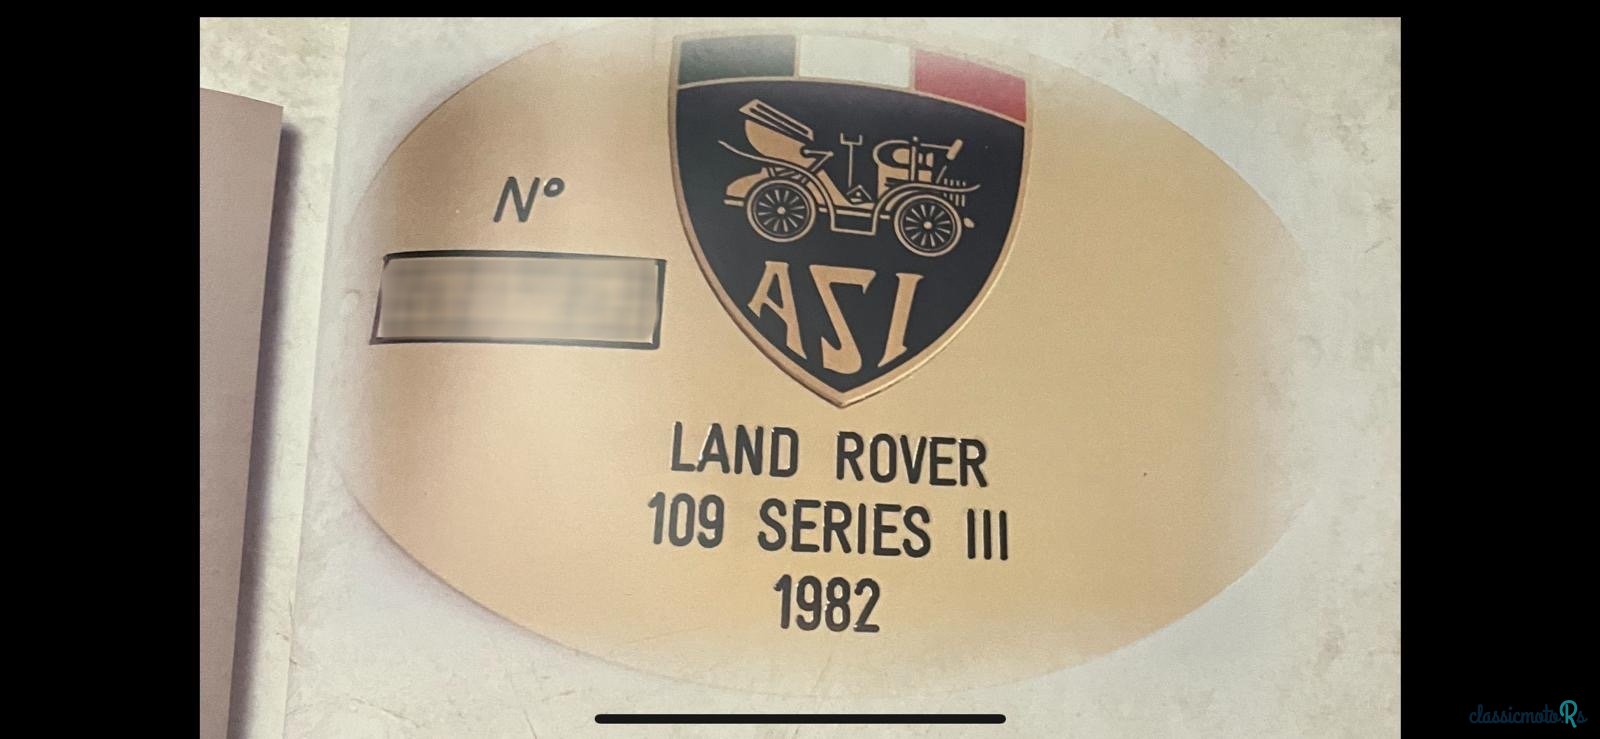 N°
ASI
LAND ROVER
109 SERIES III
1982
classicmotoRs